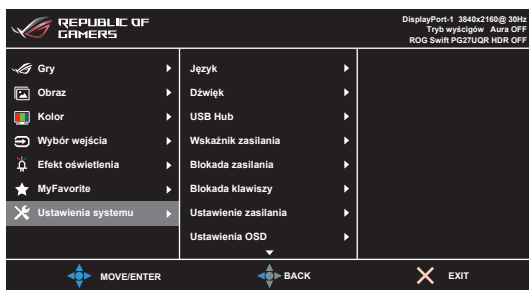 REPUBLIC OF
GAMERS
DisplayPort-1 3840x2160@ 30Hz
Tryb wyścigów Aura OFF
ROG Swift PG27UQR HDR OFF
Gry
Obraz
Kolor
Wybór wejścia
Efekt oświetlenia
MyFavorite
Ustawienia systemu
Język
Dźwięk
USB Hub
Wskaźnik zasilania
Blokada zasilania
Blokada klawiszy
Ustawienie zasilania
Ustawienia OSD
MOVE/ENTER
BACK
EXIT